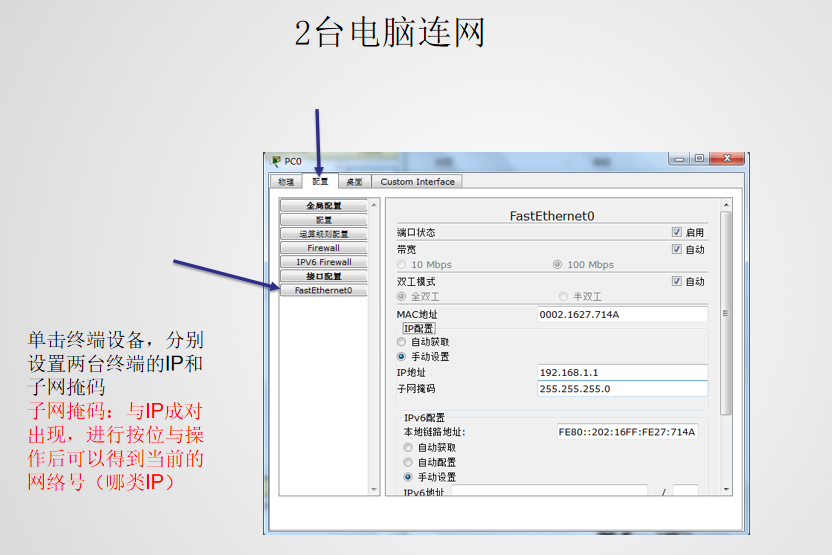 2台电脑连网
PC0
物理 配置 桌面 Custom Interface
全局配置
配置
运算规则配置
Firewall
IPV6 Firewall
接口配置
FastEthernet0
FastEthernet0
端口状态 启用
带宽 自动
10 Mbps 100 Mbps
双工模式 自动
全双工 半双工
MAC地址 0002.1627.714A
IP配置
自动获取
手动设置
IP地址 192.168.1.1
子网掩码 255.255.255.0
IPv6配置
本地链路地址: FE80::202:16FF:FE27:714A
自动获取
自动配置
手动设置
IPv6地址 /
单击终端设备，分别
设置两台终端的IP和
子网掩码
子网掩码：与IP成对
出现，进行按位与操
作后可以得到当前的
网络号（哪类IP）